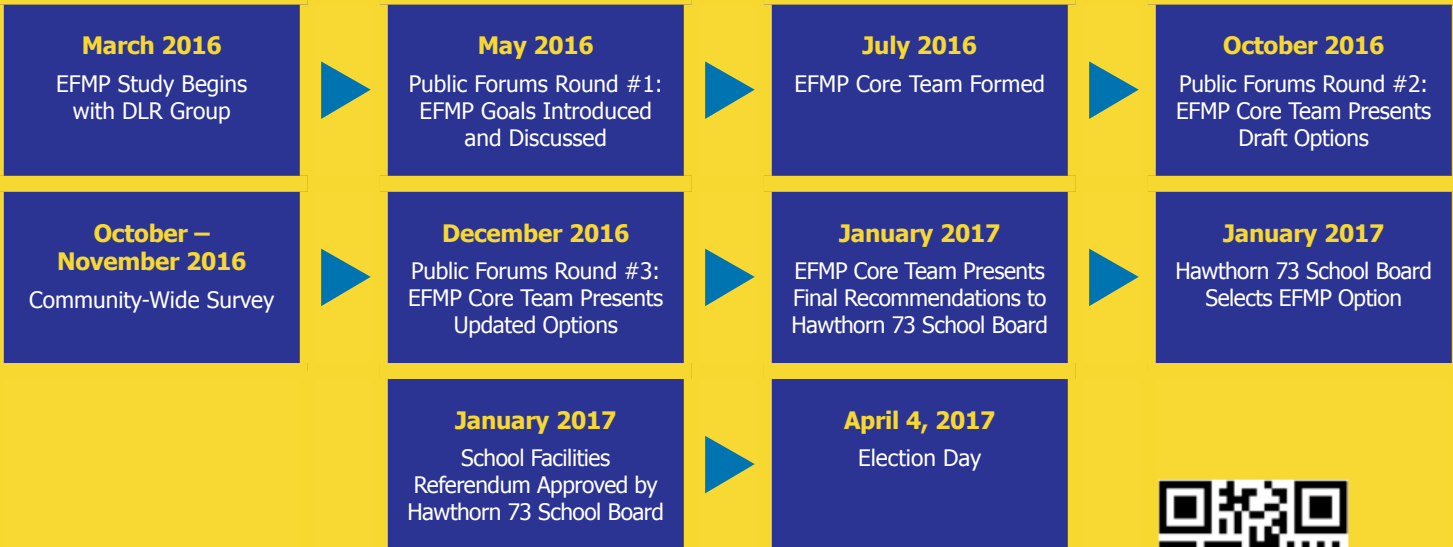 March 2016
EFMP Study Begins
with DLR Group
May 2016
Public Forums Round #1:
EFMP Goals Introduced
and Discussed
July 2016
EFMP Core Team Formed
October 2016
Public Forums Round #2:
EFMP Core Team Presents
Draft Options
October –
November 2016
Community-Wide Survey
December 2016
Public Forums Round #3:
EFMP Core Team Presents
Updated Options
January 2017
EFMP Core Team Presents
Final Recommendations to
Hawthorn 73 School Board
January 2017
Hawthorn 73 School Board
Selects EFMP Option
January 2017
School Facilities
Referendum Approved by
Hawthorn 73 School Board
April 4, 2017
Election Day